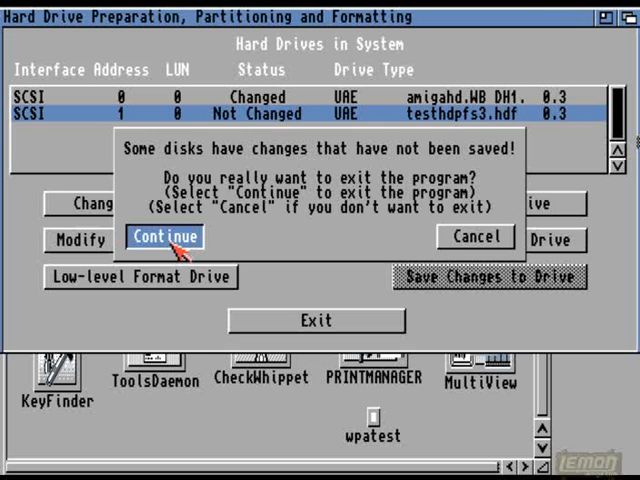 Hard Drive Preparation, Partitioning and Formatting
Hard Drives in System
Interface Address LUN Status Drive Type
SCSI 0 0 Changed UAE amigahd.WB DH1. 0.3
SCSI 1 0 Not Changed UAE testhdpfs3.hdf 0.3
Some disks have changes that have not been saved!
Do you really want to exit the program?
(Select "Continue" to exit the program)
(Select "Cancel" if you don't want to exit)
Chang
ive
Modify
Continue
Cancel
Drive
Low-level Format Drive
Save Changes to Drive
Exit
KeyFinder
ToolsDaemon
CheckWhippet
PRINTMANAGER
MultiView
wpatest
Lemon